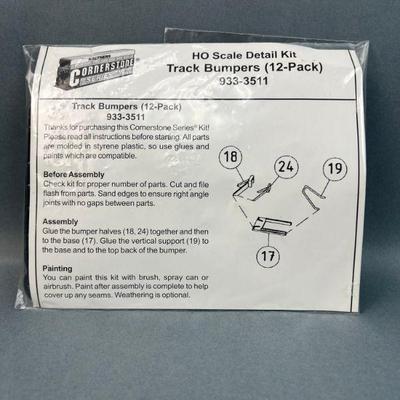 WALTHERS
CORNERSTONE
SERIES
HO Scale Detail Kit
Track Bumpers (12-Pack)
933-3511
Track Bumpers (12-Pack)
933-3511
Thanks for purchasing this Cornerstone Series® Kit!
Please read all instructions before starting. All parts
are molded in styrene plastic, so use glues and
paints which are compatible.
Before Assembly
Check kit for proper number of parts. Cut and file
flash from parts. Sand edges to ensure right angle
joints with no gaps between parts.
Assembly
Glue the bumper halves (18, 24) together and then
to the base (17). Glue the vertical support (19) to
the base and to the top back of the bumper.
Painting
You can paint this kit with brush, spray can or
airbrush. Paint after assembly is complete to help
cover up any seams. Weathering is optional.
18
24
19
17